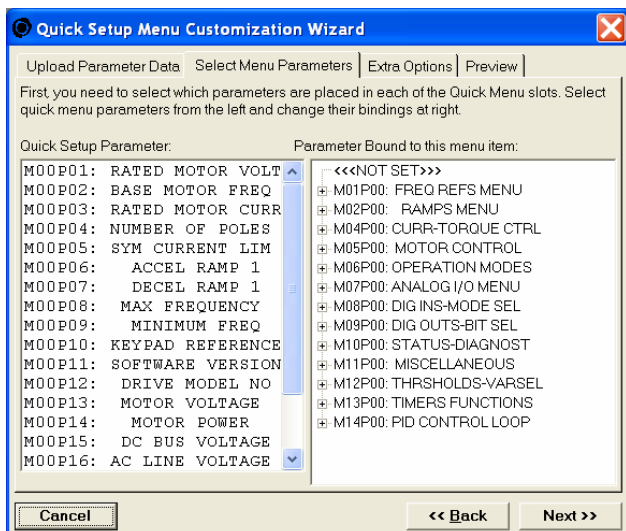 Quick Setup Menu Customization Wizard
Upload Parameter Data
Select Menu Parameters
Extra Options
Preview
First, you need to select which parameters are placed in each of the Quick Menu slots. Select
quick menu parameters from the left and change their bindings at right.
Quick Setup Parameter:
M00P01: RATED MOTOR VOLT
M00P02: BASE MOTOR FREQ
M00P03: RATED MOTOR CURR
M00P04: NUMBER OF POLES
M00P05: SYM CURRENT LIM
M00P06: ACCEL RAMP 1
M00P07: DECEL RAMP 1
M00P08: MAX FREQUENCY
M00P09: MINIMUM FREQ
M00P10: KEYPAD REFERENCE
M00P11: SOFTWARE VERSION
M00P12: DRIVE MODEL NO
M00P13: MOTOR VOLTAGE
M00P14: MOTOR POWER
M00P15: DC BUS VOLTAGE
M00P16: AC LINE VOLTAGE
Parameter Bound to this menu item:
<<<NOT SET>>>
M01P00: FREQ REFS MENU
M02P00: RAMPS MENU
M04P00: CURR-TORQUE CTRL
M05P00: MOTOR CONTROL
M06P00: OPERATION MODES
M07P00: ANALOG I/O MENU
M08P00: DIG INS-MODE SEL
M09P00: DIG OUTS-BIT SEL
M10P00: STATUS-DIAGNOST
M11P00: MISCELLANEOUS
M12P00: THRSHOLDS-VARSEL
M13P00: TIMERS FUNCTIONS
M14P00: PID CONTROL LOOP
Cancel
<< Back
Next >>